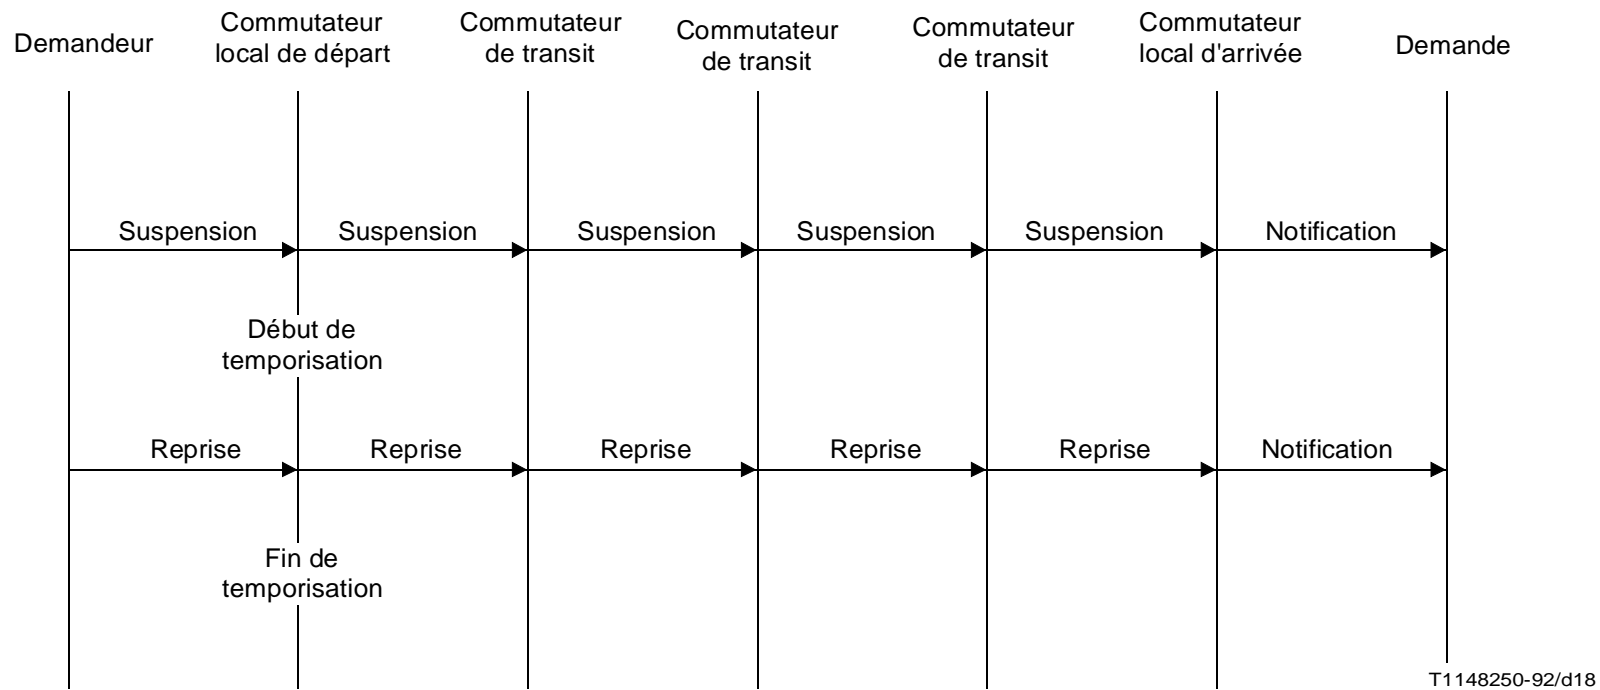 Demandeur
Commutateur
local de départ
Commutateur
de transit
Commutateur
de transit
Commutateur
de transit
Commutateur
local d'arrivée
Demande
Suspension
Suspension
Suspension
Suspension
Suspension
Notification
Début de
temporisation
Reprise
Reprise
Reprise
Reprise
Reprise
Notification
Fin de
temporisation
T1148250-92/d18